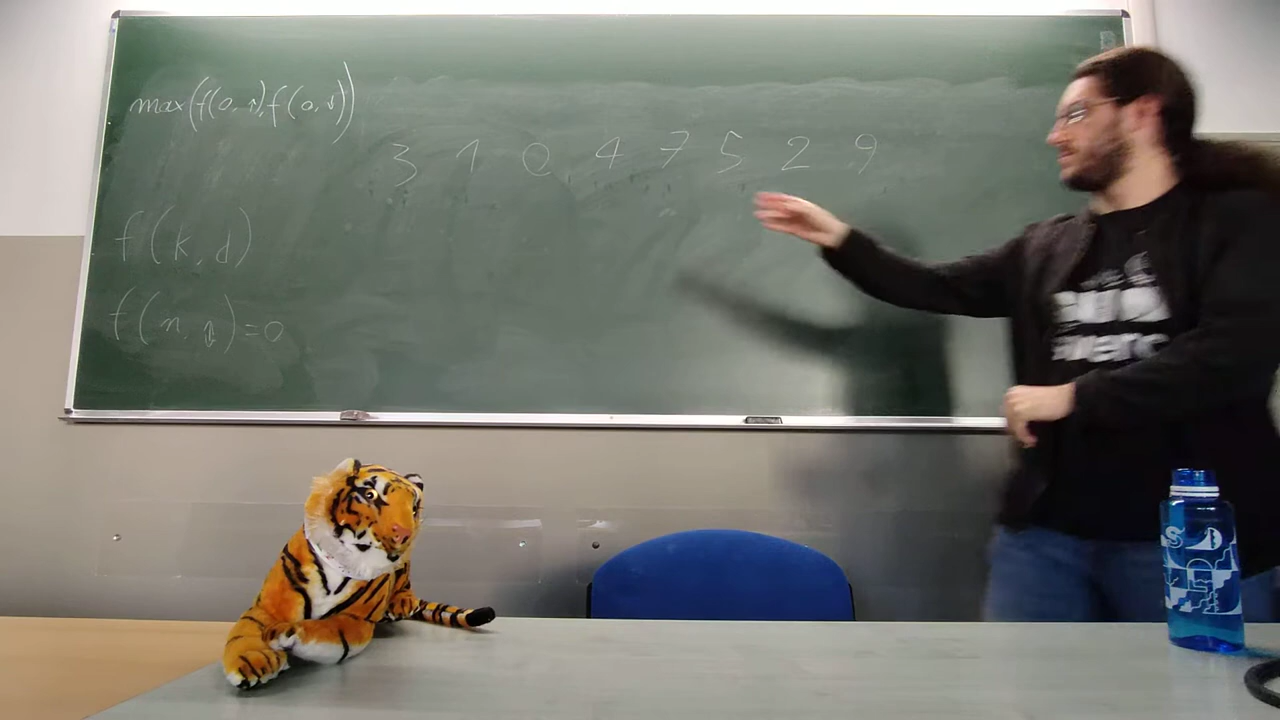 max(f(0,↑),f(0,↓))
3 1 0 4 7 5 2 9
f(k,d)
f(n,↕)=0